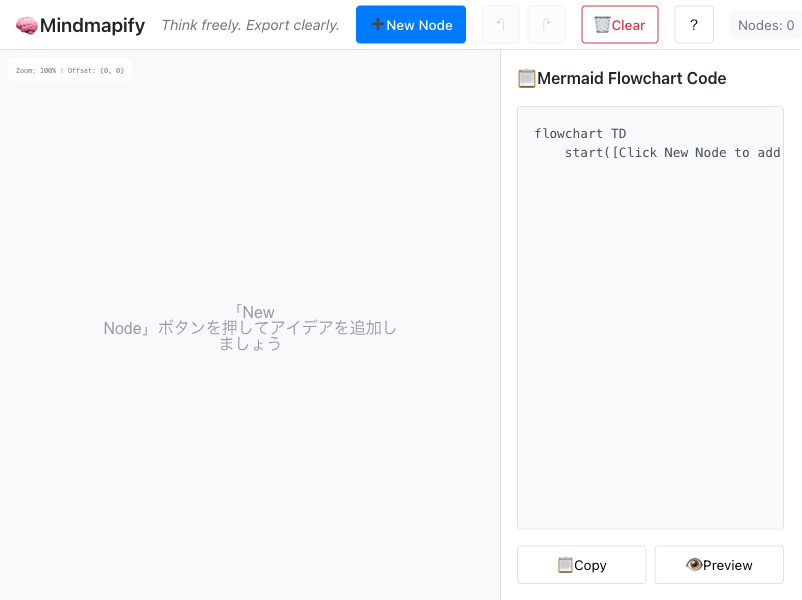 Mindmapify
Think freely. Export clearly.
New Node
Clear
?
Nodes: 0
Zoom: 100% | Offset: (0, 0)
「New
Node」ボタンを押してアイデアを追加し
ましょう
Mermaid Flowchart Code
flowchart TD
start([Click New Node to add
Copy
Preview